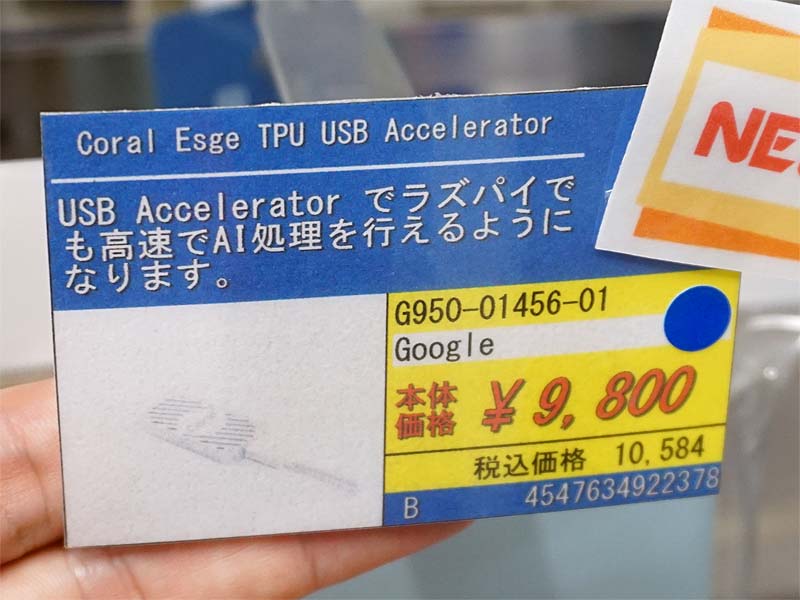 Coral Esge TPU USB Accelerator
USB Accelerator でラズパイで
も高速でAI処理を行えるように
なります。
G950-01456-01
Google
本体
価格
¥9,800
税込価格 10,584
B 4547634922378